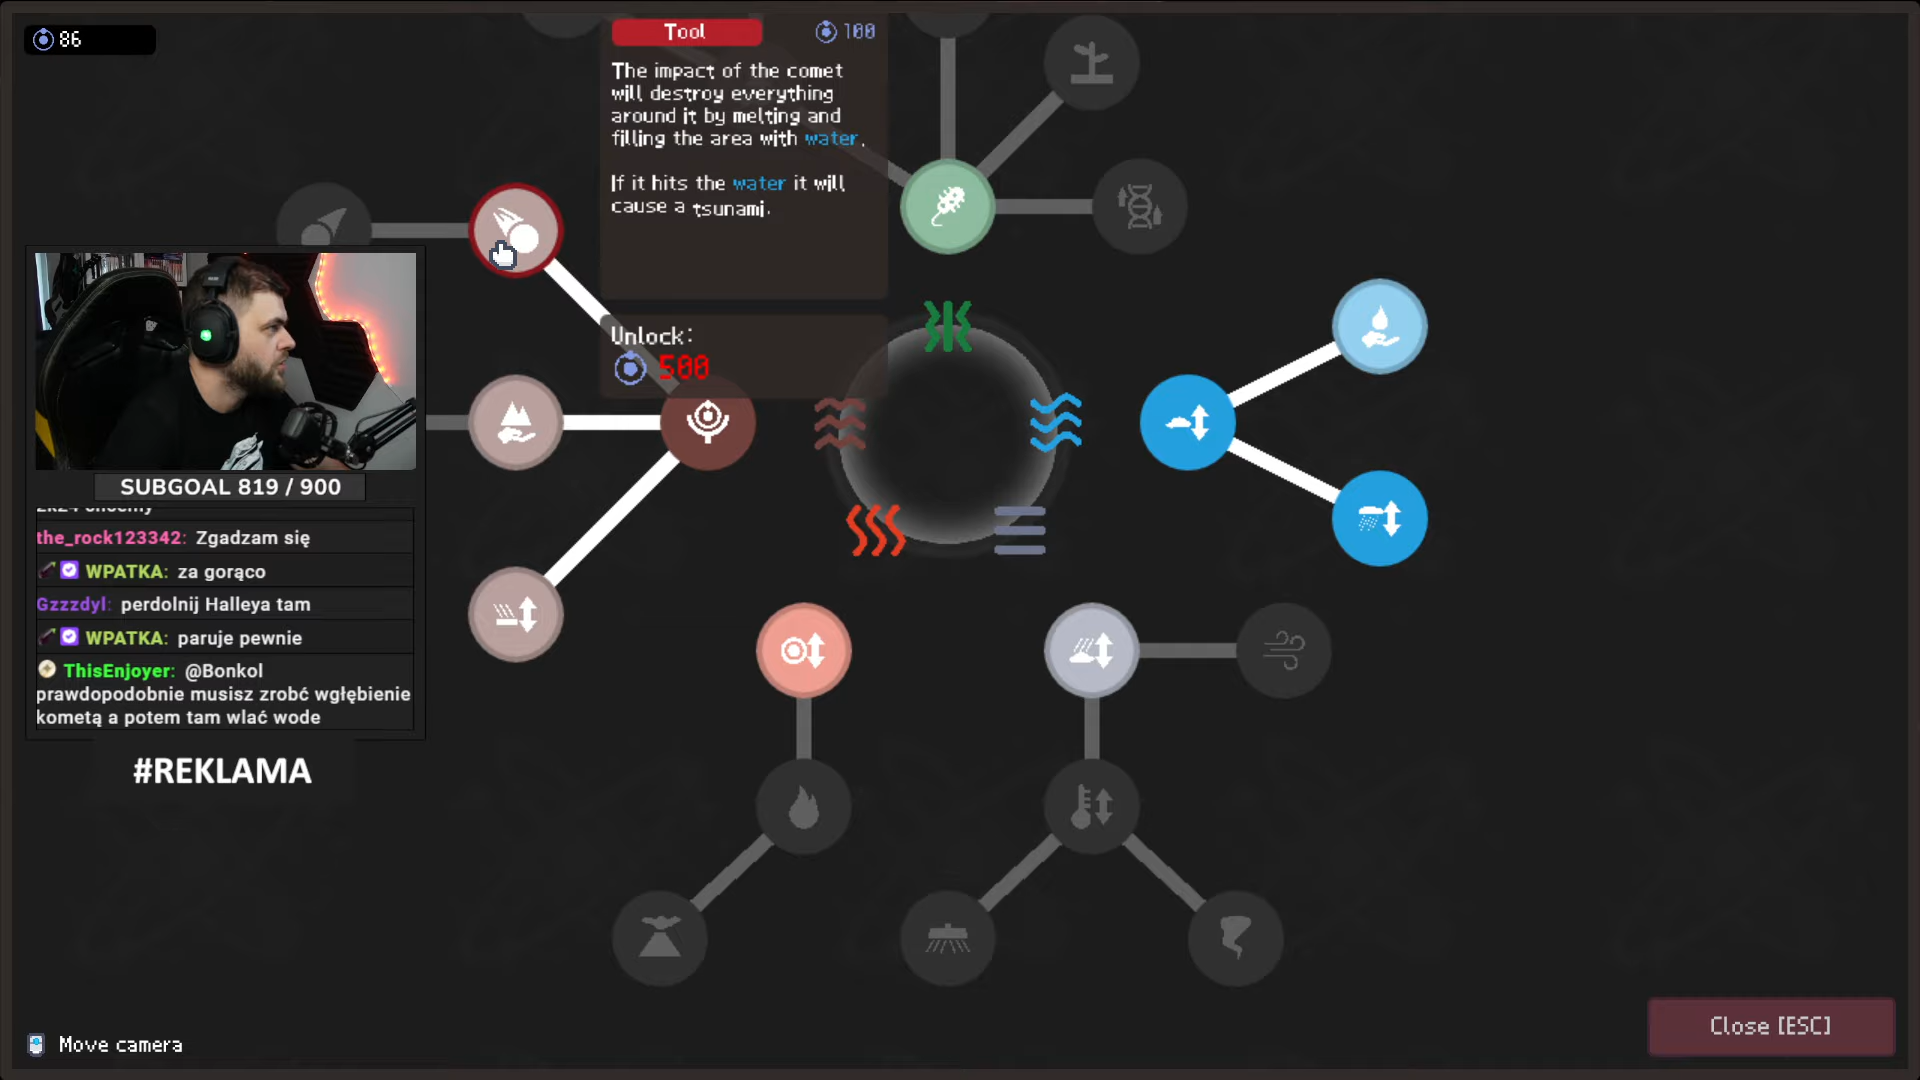 86
Tool
100
The impact of the comet
will destroy everything
around it by melting and
filling the area with water.
If it hits the water it will
cause a tsunami.
Unlock:
500
SUBGOAL 819 / 900
the_rock123342: Zgadzam się
WPATKA: za gorąco
Gzzzdyl: perdolnij Halleya tam
WPATKA: paruje pewnie
ThisEnjoyer: @Bonkol
prawdopodobnie musisz zrobć wgłębienie
kometą a potem tam wlać wode
#REKLAMA
Move camera
Close [ESC]